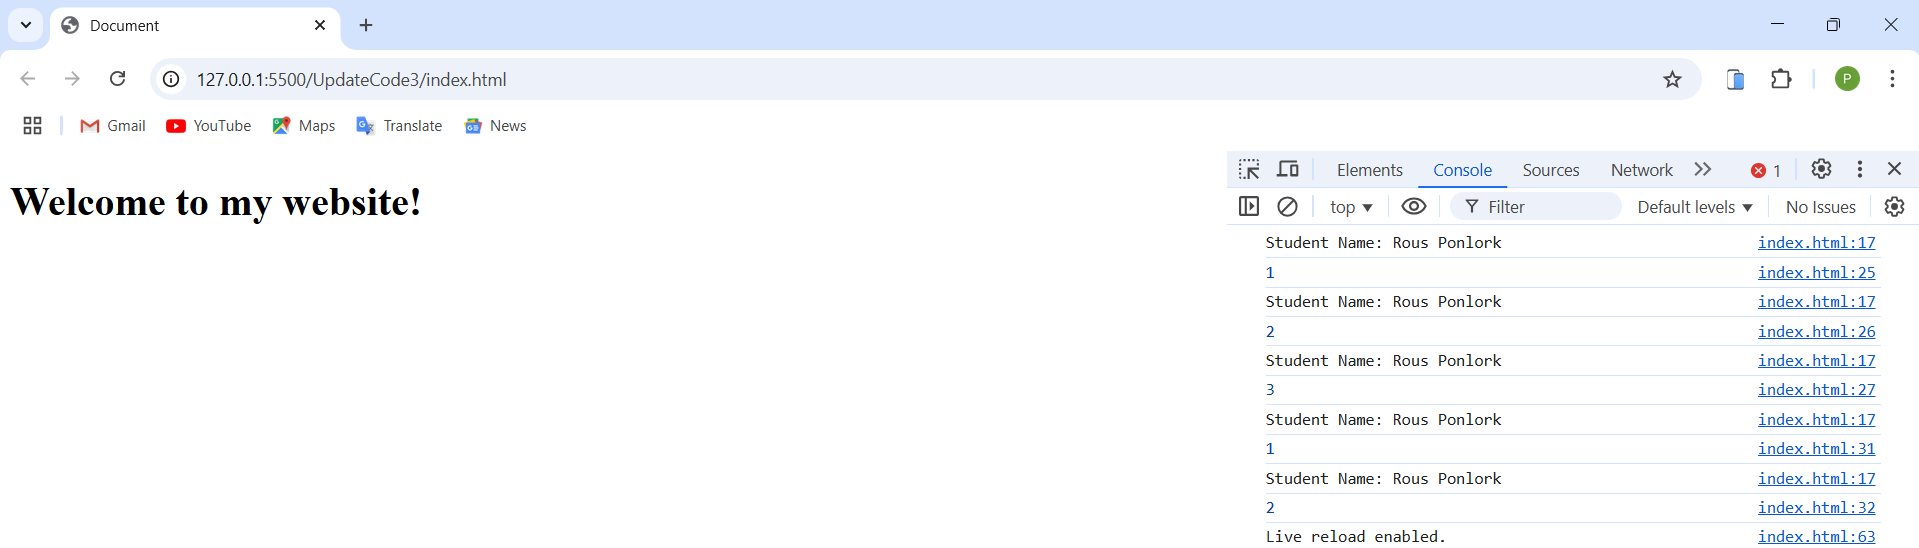 Document
127.0.0.1:5500/UpdateCode3/index.html
P
Gmail YouTube Maps Translate News
Elements Console Sources Network 1
top Filter Default levels No Issues
Welcome to my website!
Student Name: Rous Ponlork index.html:17
1 index.html:25
Student Name: Rous Ponlork index.html:17
2 index.html:26
Student Name: Rous Ponlork index.html:17
3 index.html:27
Student Name: Rous Ponlork index.html:17
1 index.html:31
Student Name: Rous Ponlork index.html:17
2 index.html:32
Live reload enabled. index.html:63